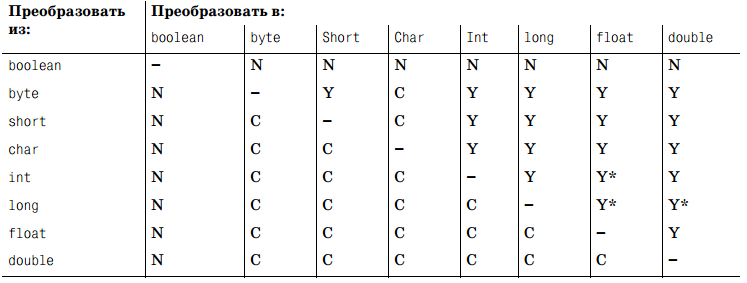 Преобразовать Преобразовать в:
из: boolean byte Short Char Int long float double
boolean – N N N N N N N
byte N – Y C Y Y Y Y
short N C – C Y Y Y Y
char N C C – Y Y Y Y
int N C C C – Y Y* Y
long N C C C C – Y* Y*
float N C C C C C – Y
double N C C C C C C –